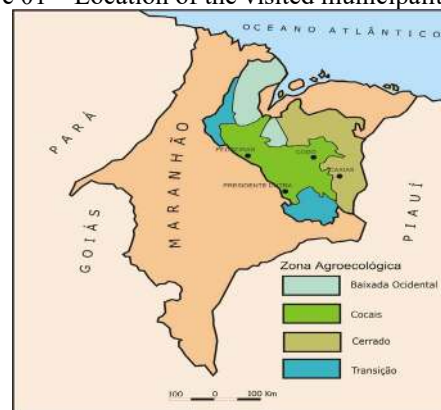 e 01 – Location of the visited municipalit
OCEANO ATLÂNTICO
PARÁ
MARANHÃO
GOIÁS
PIAUÍ
PEDREIRAS
CODÓ
CAXIAS
PRESIDENTE DUTRA
Zona Agroecológica
Baixada Ocidental
Cocais
Cerrado
Transição
100 0 100 Km